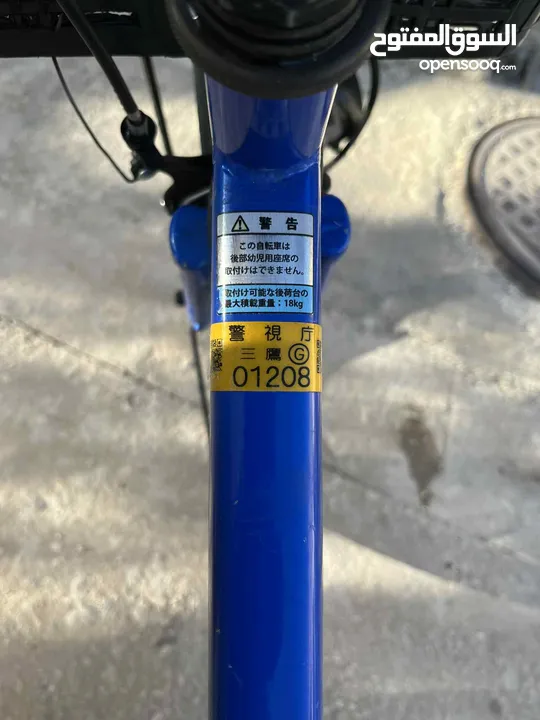 السوق المفتوح
opensooq.com
⚠ 警告
この自転車は
後部幼児用座席の
取付けはできません。
取付け可能な後荷台の
最大積載重量：18kg
警視庁
三鷹 Ⓖ
01208